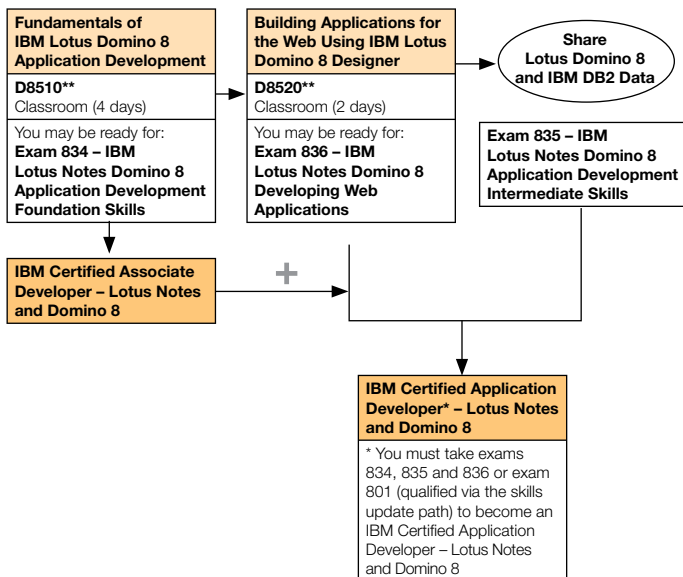 Fundamentals of
IBM Lotus Domino 8
Application Development
D8510**
Classroom (4 days)
You may be ready for:
Exam 834 – IBM
Lotus Notes Domino 8
Application Development
Foundation Skills
Building Applications for
the Web Using IBM Lotus
Domino 8 Designer
D8520**
Classroom (2 days)
You may be ready for:
Exam 836 – IBM
Lotus Notes Domino 8
Developing Web
Applications
Share
Lotus Domino 8
and IBM DB2 Data
Exam 835 – IBM
Lotus Notes Domino 8
Application Development
Intermediate Skills
IBM Certified Associate
Developer – Lotus Notes
and Domino 8
+
IBM Certified Application
Developer* – Lotus Notes
and Domino 8
* You must take exams
834, 835 and 836 or exam
801 (qualified via the skills
update path) to become an
IBM Certified Application
Developer – Lotus Notes
and Domino 8